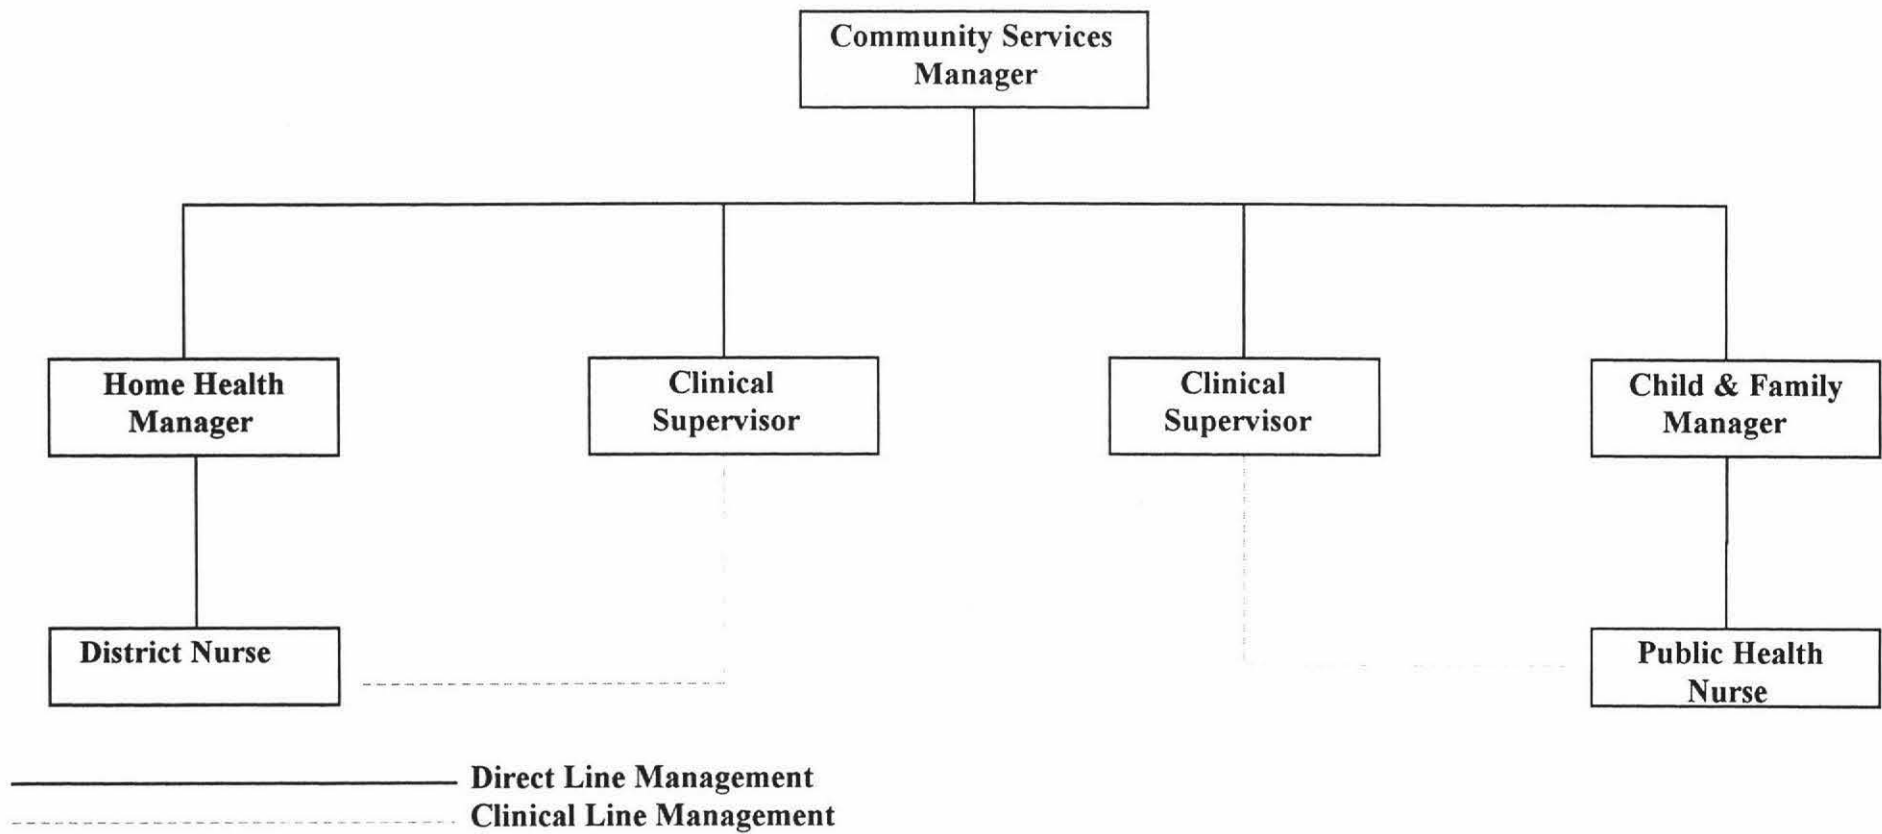 Community Services
Manager
Home Health
Manager
Clinical
Supervisor
Clinical
Supervisor
Child & Family
Manager
District Nurse
Public Health
Nurse
Direct Line Management
Clinical Line Management